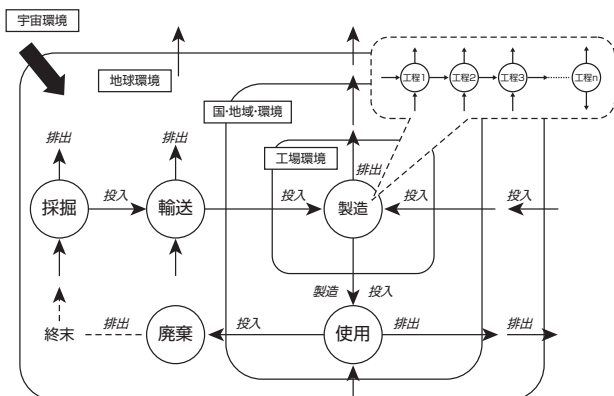 宇宙環境
地球環境
国･地域･環境
工場環境
工程1
工程2
工程3
工程n
排出
排出
排出
採掘
投入
輸送
投入
製造
投入
投入
製造
投入
終末
排出
廃棄
投入
使用
排出
排出